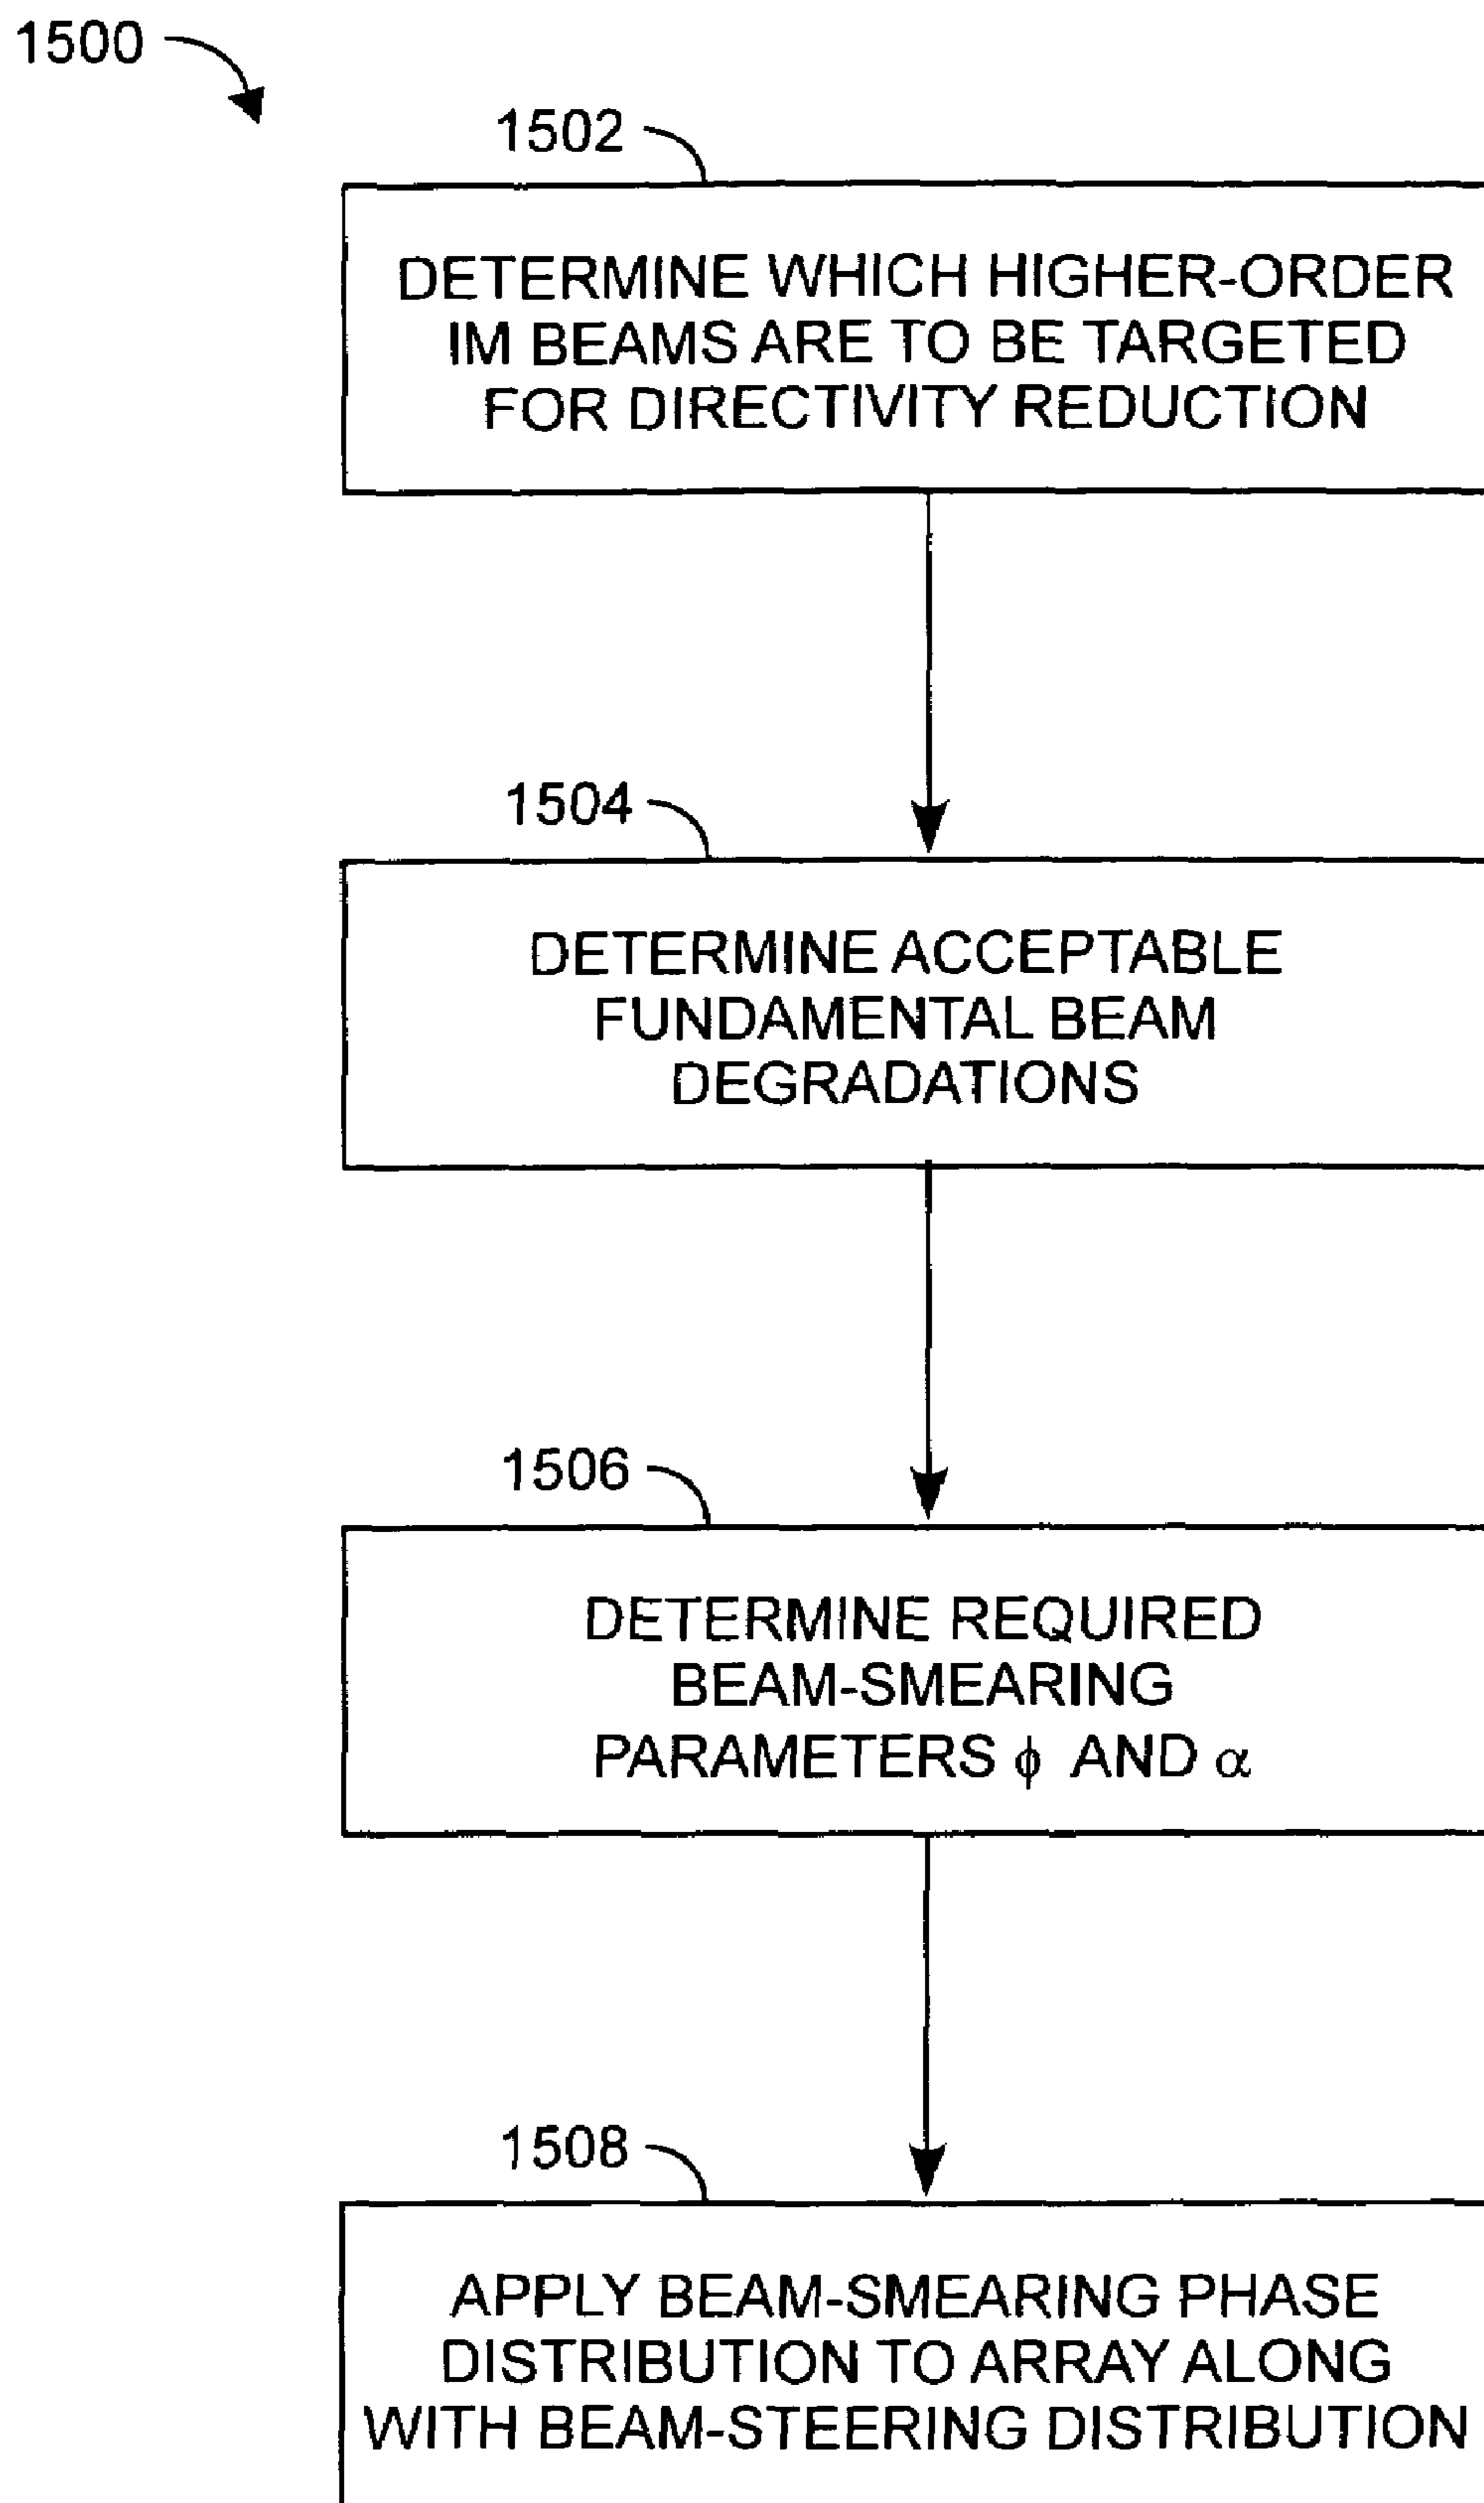 1500
1502
DETERMINE WHICH HIGHER-ORDER
IM BEAMS ARE TO BE TARGETED
FOR DIRECTIVITY REDUCTION
1504
DETERMINE ACCEPTABLE
FUNDAMENTAL BEAM
DEGRADATIONS
1506
DETERMINE REQUIRED
BEAM-SMEARING
PARAMETERS ϕ AND α
1508
APPLY BEAM-SMEARING PHASE
DISTRIBUTION TO ARRAY ALONG
WITH BEAM-STEERING DISTRIBUTION